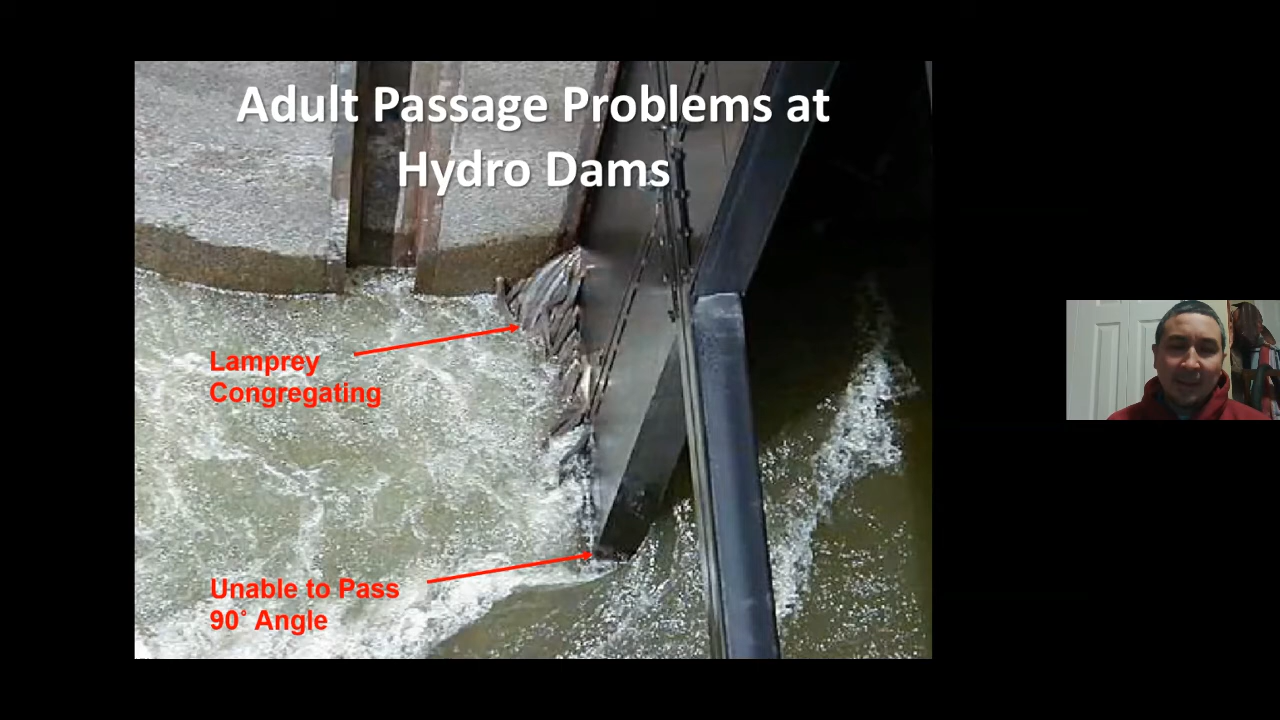 Adult Passage Problems at
Hydro Dams
Lamprey
Congregating
Unable to Pass
90˚ Angle